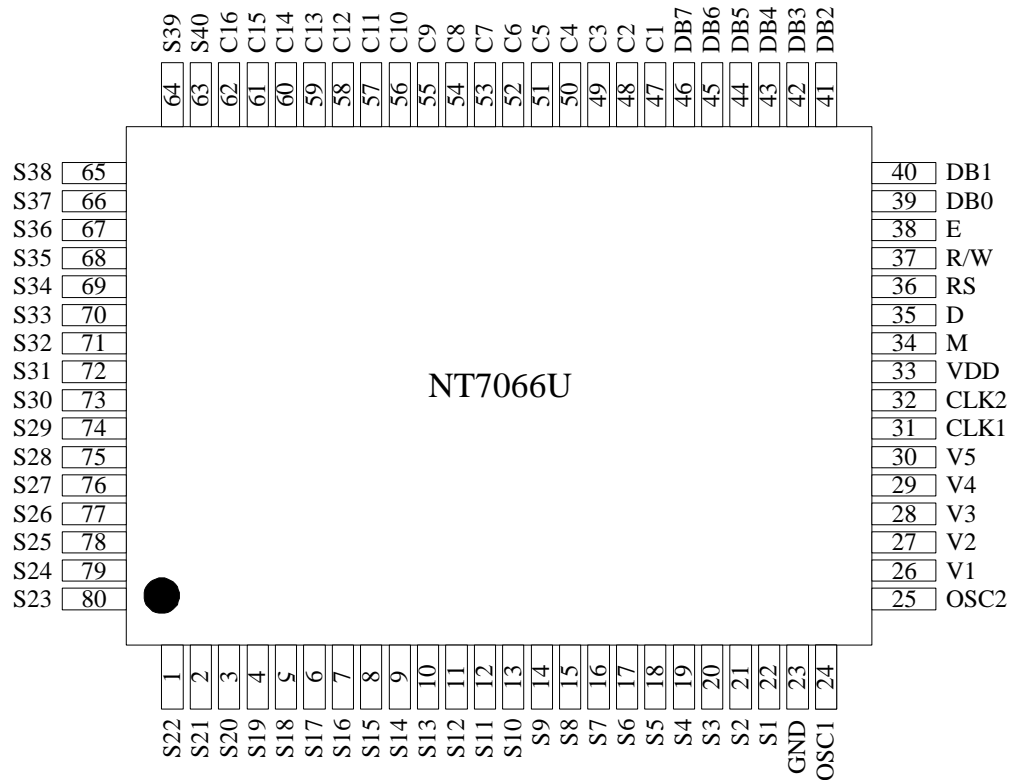 S39 S40 C16 C15 C14 C13 C12 C11 C10 C9 C8 C7 C6 C5 C4 C3 C2 C1 DB7 DB6 DB5 DB4 DB3 DB2
64 63 62 61 60 59 58 57 56 55 54 53 52 51 50 49 48 47 46 45 44 43 42 41
S38 65 40 DB1
S37 66 39 DB0
S36 67 38 E
S35 68 37 R/W
S34 69 36 RS
S33 70 35 D
S32 71 34 M
S31 72 33 VDD
NT7066U
S30 73 32 CLK2
S29 74 31 CLK1
S28 75 30 V5
S27 76 29 V4
S26 77 28 V3
S25 78 27 V2
S24 79 26 V1
S23 80 25 OSC2
1 2 3 4 5 6 7 8 9 10 11 12 13 14 15 16 17 18 19 20 21 22 23 24
S22 S21 S20 S19 S18 S17 S16 S15 S14 S13 S12 S11 S10 S9 S8 S7 S6 S5 S4 S3 S2 S1 GND OSC1